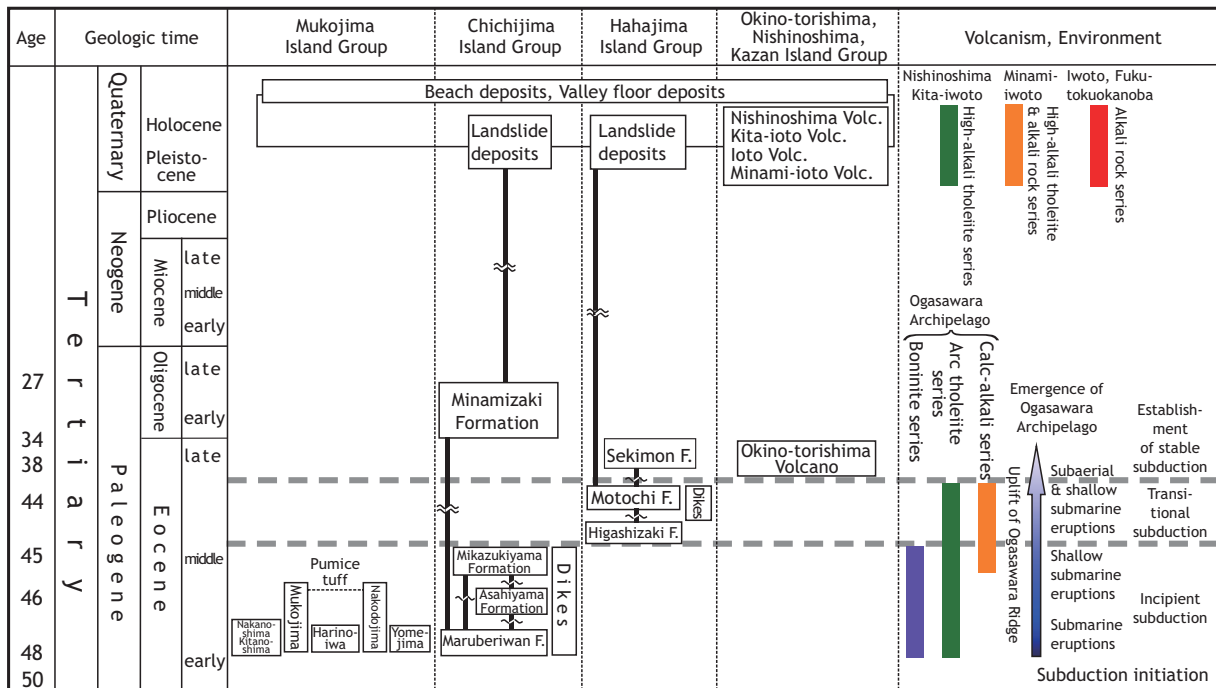 Age
Geologic time
Mukojima
Island Group
Chichijima
Island Group
Hahajima
Island Group
Okino-torishima,
Nishinoshima,
Kazan Island Group
Volcanism, Environment
Tertiary
Quaternary
Holocene
Pleisto-
cene
Neogene
Pliocene
Miocene
late
middle
early
Paleogene
Oligocene
late
early
Eocene
late
middle
early
27
34
38
44
45
46
48
50
Beach deposits, Valley floor deposits
Landslide
deposits
Landslide
deposits
Nishinoshima Volc.
Kita-ioto Volc.
Ioto Volc.
Minami-ioto Volc.
Minamizaki
Formation
Sekimon F.
Okino-torishima
Volcano
Motochi F.
Dikes
Higashizaki F.
Mikazukiyama
Formation
Asahiyama
Formation
Maruberiwan F.
Dikes
Pumice
tuff
Nakano-
shima
Kitano-
shima
Mukojima
Harino-
iwa
Nakodojima
Yome-
jima
Nishinoshima
Kita-iwoto
High-alkali tholeiite series
Minami-
iwoto
High-alkali tholeiite
& alkali rock series
Iwoto, Fuku-
tokuokanoba
Alkali rock series
Ogasawara
Archipelago
Boninite series
Arc tholeiite
series
Calc-alkali series
Uplift of Ogasawara Ridge
Emergence of
Ogasawara
Archipelago
Subaerial
& shallow
submarine
eruptions
Shallow
submarine
eruptions
Submarine
eruptions
Establish-
ment
of stable
subduction
Transi-
tional
subduction
Incipient
subduction
Subduction initiation